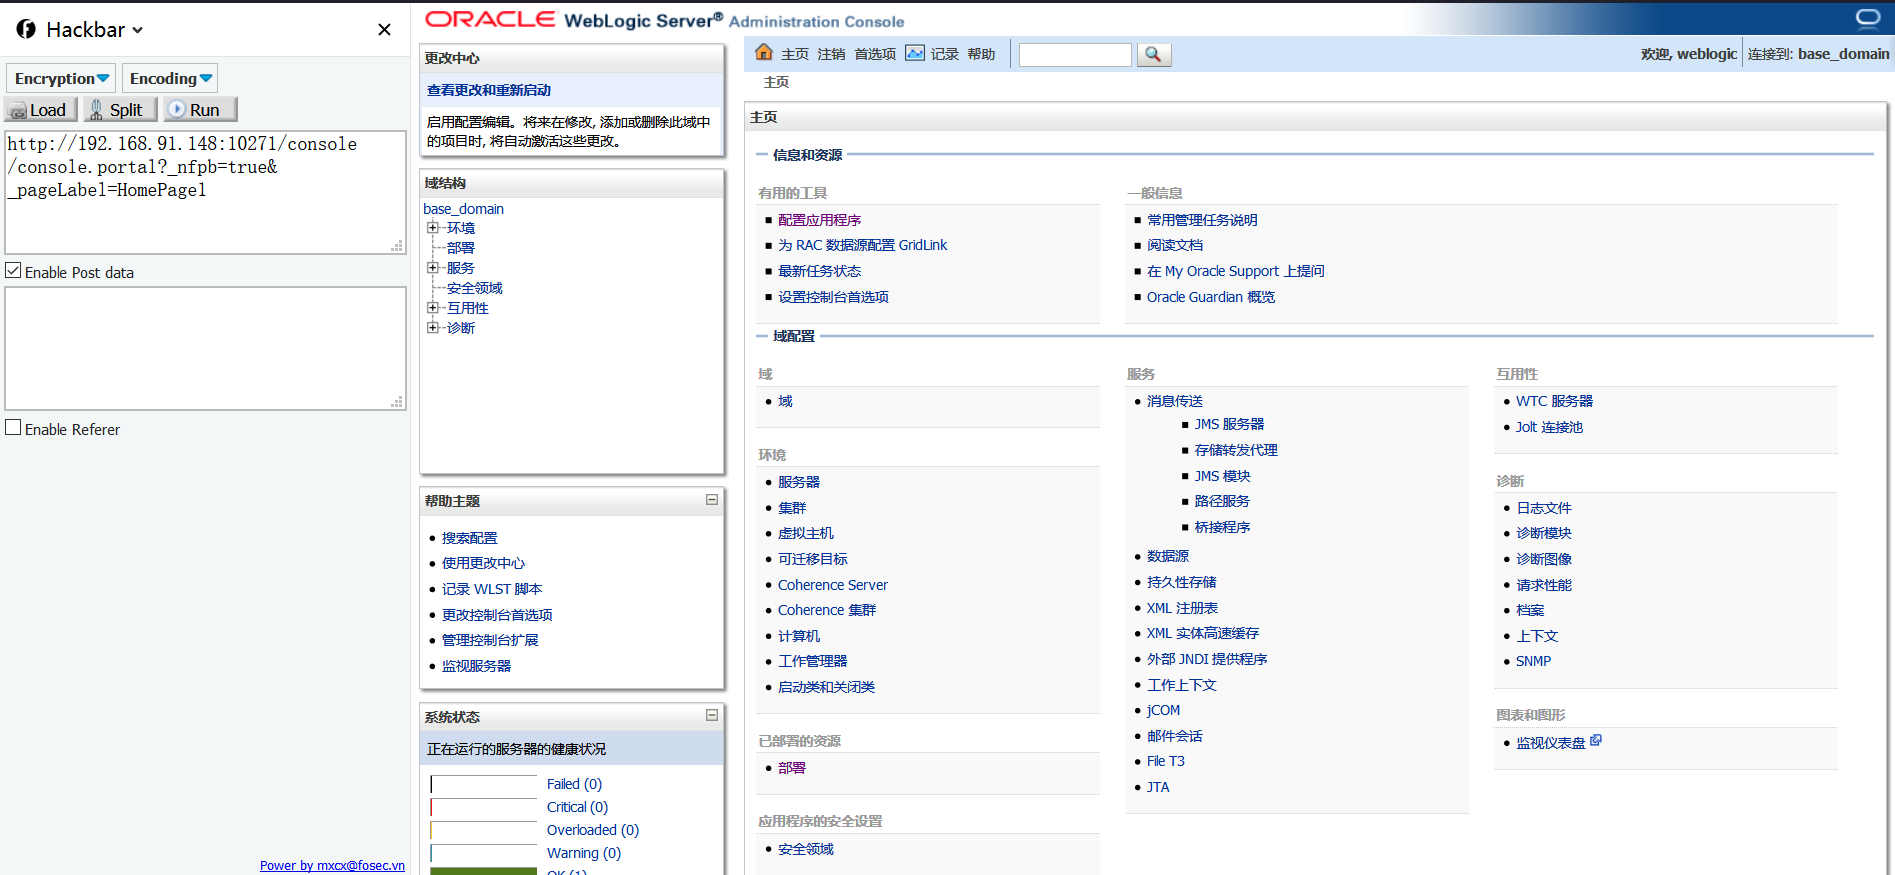 Hackbar
Encryption
Encoding
Load
Split
Run
http://192.168.91.148:10271/console
/console.portal?_nfpb=true&
_pageLabel=HomePage1
Enable Post data
Enable Referer
Power by mxcx@fosec.vn
ORACLE WebLogic Server® Administration Console
更改中心
查看更改和重新启动
启用配置编辑。将来在修改, 添加或删除此域中
的项目时, 将自动激活这些更改。
域结构
base_domain
环境
部署
服务
安全领域
互用性
诊断
帮助主题
搜索配置
使用更改中心
记录 WLST 脚本
更改控制台首选项
管理控制台扩展
监视服务器
系统状态
正在运行的服务器的健康状况
Failed (0)
Critical (0)
Overloaded (0)
Warning (0)
OK (1)
主页 注销 首选项 记录 帮助
欢迎, weblogic 连接到: base_domain
主页
主页
信息和资源
有用的工具
配置应用程序
为 RAC 数据源配置 GridLink
最新任务状态
设置控制台首选项
一般信息
常用管理任务说明
阅读文档
在 My Oracle Support 上提问
Oracle Guardian 概览
域配置
域
域
环境
服务器
集群
虚拟主机
可迁移目标
Coherence Server
Coherence 集群
计算机
工作管理器
启动类和关闭类
已部署的资源
部署
应用程序的安全设置
安全领域
服务
消息传送
JMS 服务器
存储转发代理
JMS 模块
路径服务
桥接程序
数据源
持久性存储
XML 注册表
XML 实体高速缓存
外部 JNDI 提供程序
工作上下文
jCOM
邮件会话
File T3
JTA
互用性
WTC 服务器
Jolt 连接池
诊断
日志文件
诊断模块
诊断图像
请求性能
档案
上下文
SNMP
图表和图形
监视仪表盘